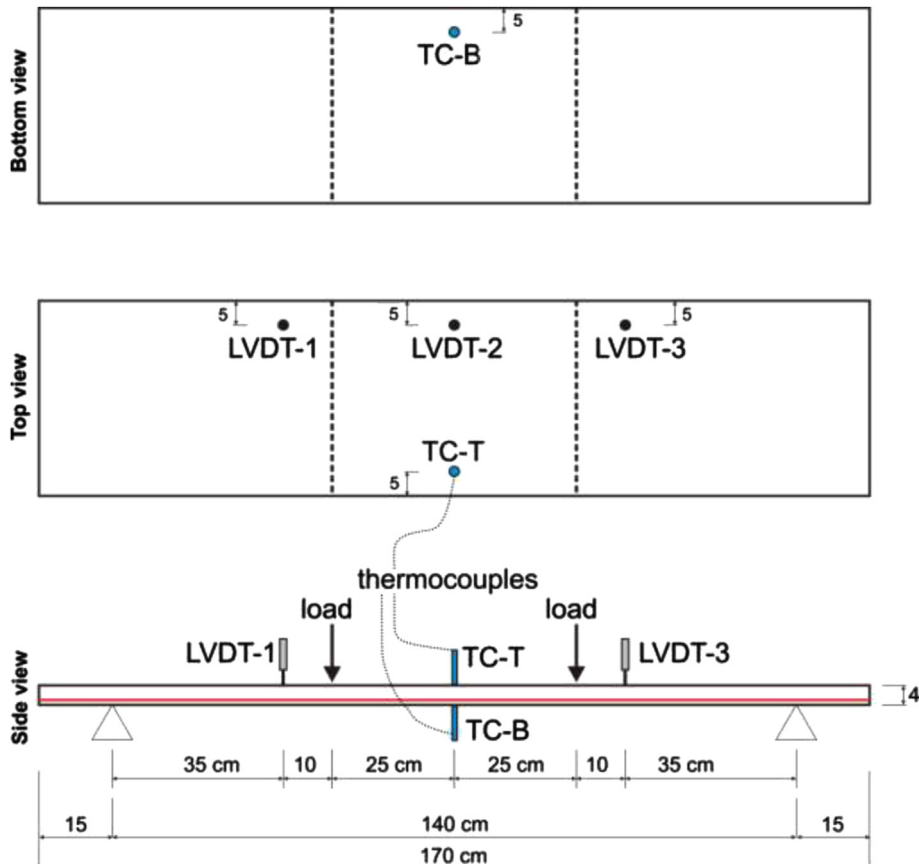 Bottom view
5
TC-B
Top view
5
5
5
LVDT-1
LVDT-2
LVDT-3
TC-T
5
Side view
thermocouples
load
load
LVDT-1
TC-T
LVDT-3
4
TC-B
35 cm
10
25 cm
25 cm
10
35 cm
15
140 cm
15
170 cm